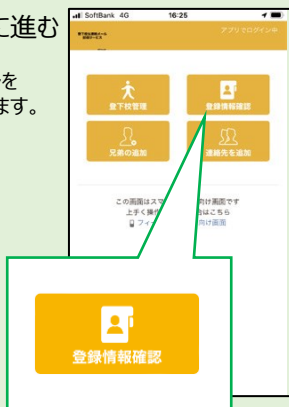 に進む
を
ます。
SoftBank 4G
16:25
アプリでログイン中
登下校管理
登録情報確認
兄弟の追加
連絡先を追加
この画面はスマ
向け画面です
上手く操作
合はこちら
フィー
向け画面
登録情報確認